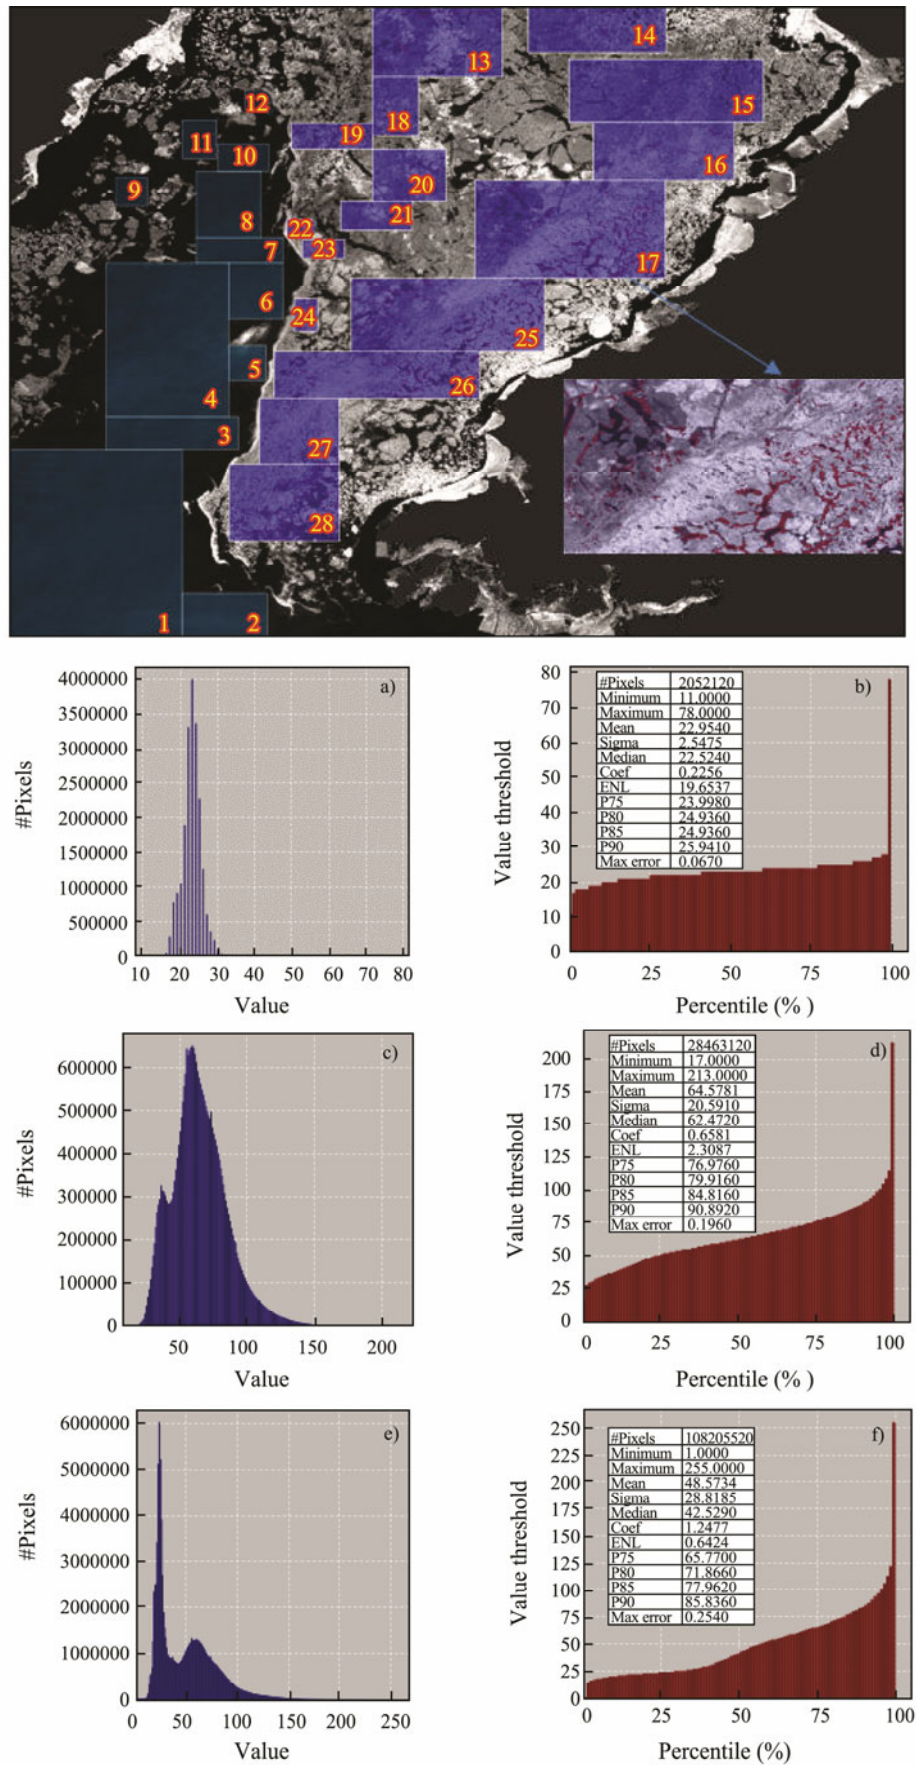 13
14
12
18
15
11
19
10
16
20
9
21
8
22
23
17
7
6
24
25
5
26
4
3
27
28
1
2
a)
#Pixels
4000000
3500000
3000000
2500000
2000000
1500000
1000000
500000
0
10 20 30 40 50 60 70 80
Value
b)
Value threshold
80
70
60
50
40
30
20
10
0
#Pixels 2052120
Minimum 11.0000
Maximum 78.0000
Mean 22.9540
Sigma 2.5475
Median 22.5240
Coef 0.2256
ENL 19.6537
P75 23.9980
P80 24.9360
P85 24.9360
P90 25.9410
Max error 0.0670
0 25 50 75 100
Percentile (% )
c)
#Pixels
600000
500000
400000
300000
200000
100000
0
50 100 150 200
Value
d)
Value threshold
200
175
150
125
100
75
50
25
0
#Pixels 28463120
Minimum 17.0000
Maximum 213.0000
Mean 64.5781
Sigma 20.5910
Median 62.4720
Coef 0.6581
ENL 2.3087
P75 76.9760
P80 79.9160
P85 84.8160
P90 90.8920
Max error 0.1960
0 25 50 75 100
Percentile (% )
e)
#Pixels
6000000
5000000
4000000
3000000
2000000
1000000
0
0 50 100 150 200 250
Value
f)
Value threshold
250
225
200
175
150
125
100
75
50
25
0
#Pixels 108205520
Minimum 1.0000
Maximum 255.0000
Mean 48.5734
Sigma 28.8185
Median 42.5290
Coef 1.2477
ENL 0.6424
P75 65.7700
P80 71.8660
P85 77.9620
P90 85.8360
Max error 0.2540
0 25 50 75 100
Percentile (%)